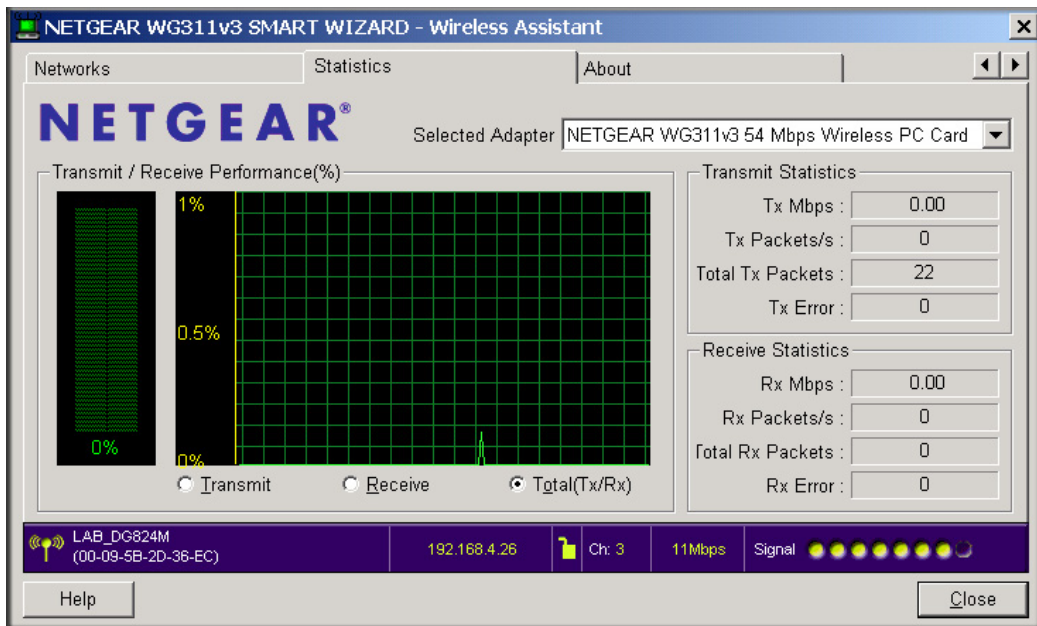 NETGEAR WG311v3 SMART WIZARD - Wireless Assistant
Networks
Statistics
About
NETGEAR®
Selected Adapter
NETGEAR WG311v3 54 Mbps Wireless PC Card
Transmit / Receive Performance(%)
1%
0.5%
0%
0%
Transmit
Receive
Total(Tx/Rx)
Transmit Statistics
Tx Mbps : 0.00
Tx Packets/s : 0
Total Tx Packets : 22
Tx Error : 0
Receive Statistics
Rx Mbps : 0.00
Rx Packets/s : 0
Total Rx Packets : 0
Rx Error : 0
LAB_DG824M
(00-09-5B-2D-36-EC)
192.168.4.26
Ch: 3
11Mbps
Signal
Help
Close